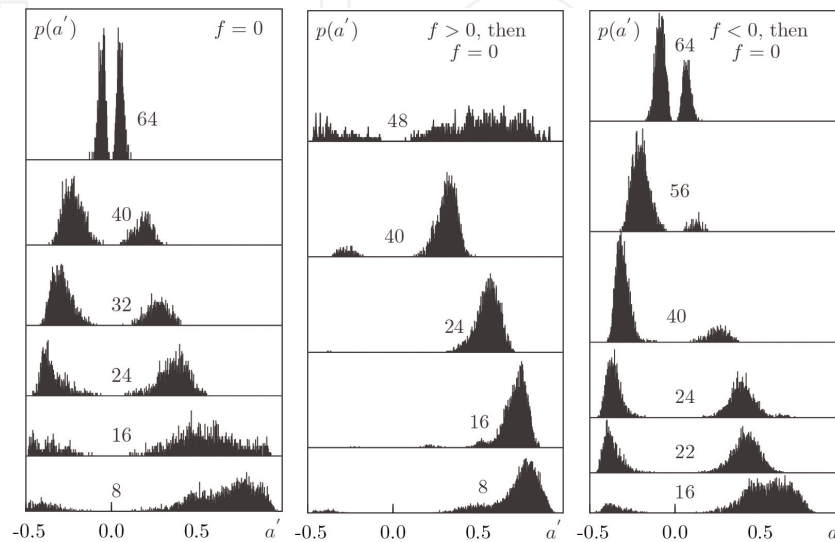 p(a′) f = 0
64
40
32
24
16
8
-0.5 0.0 0.5 a′
p(a′) f > 0, then
f = 0
48
40
24
16
8
-0.5 0.0 0.5 a′
p(a′) f < 0, then
f = 0
64
56
40
24
22
16
-0.5 0.0 0.5 a